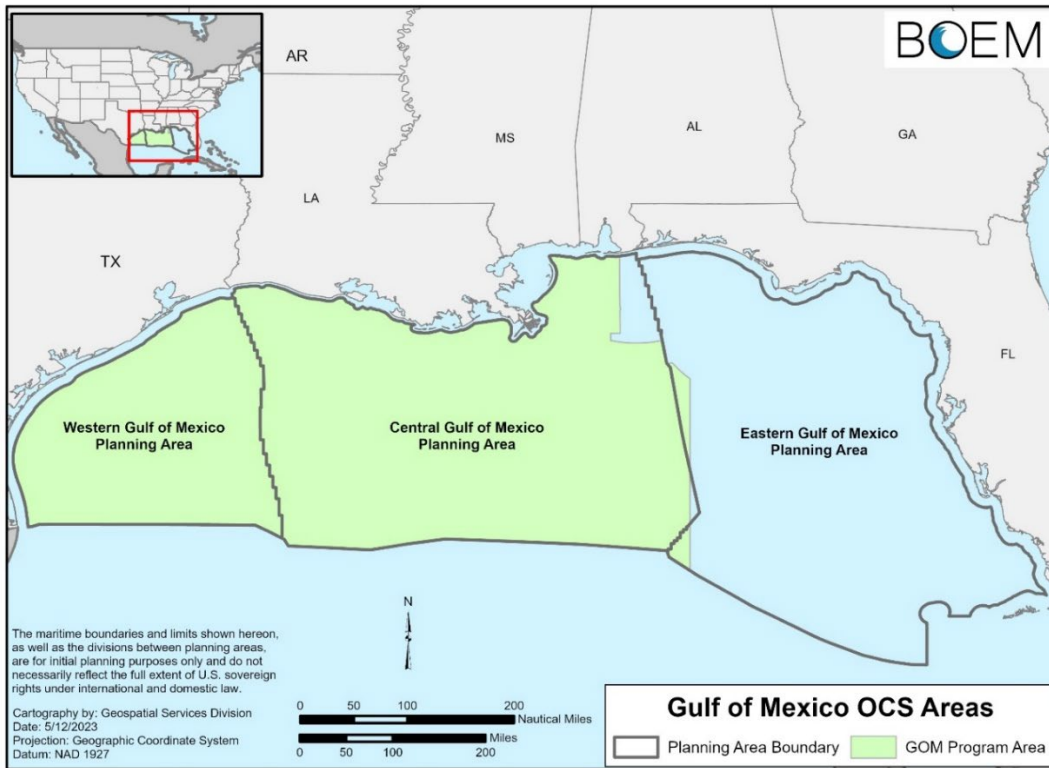 BOEM
AR
MS
AL
GA
LA
TX
FL
Western Gulf of Mexico
Planning Area
Central Gulf of Mexico
Planning Area
Eastern Gulf of Mexico
Planning Area
N
The maritime boundaries and limits shown hereon,
as well as the divisions between planning areas,
are for initial planning purposes only and do not
necessarily reflect the full extent of U.S. sovereign
rights under international and domestic law.
Cartography by: Geospatial Services Division
Date: 5/12/2023
Projection: Geographic Coordinate System
Datum: NAD 1927
0 50 100 200
Nautical Miles
0 50 100 200
Miles
Gulf of Mexico OCS Areas
Planning Area Boundary
GOM Program Area